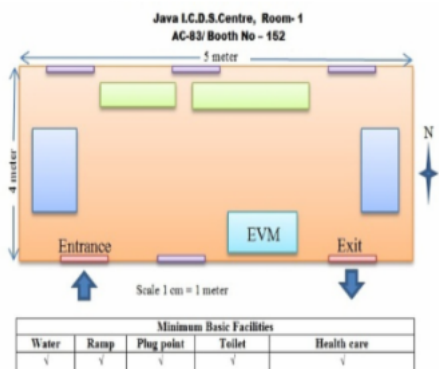 Java I.C.D.S.Centre, Room- 1
AC-83/ Booth No – 152
5 meter
4 meter
N
EVM
Entrance
Exit
Scale 1 cm = 1 meter
Minimum Basic Facilities
Water Ramp Plug point Toilet Health care
√ √ √ √ √